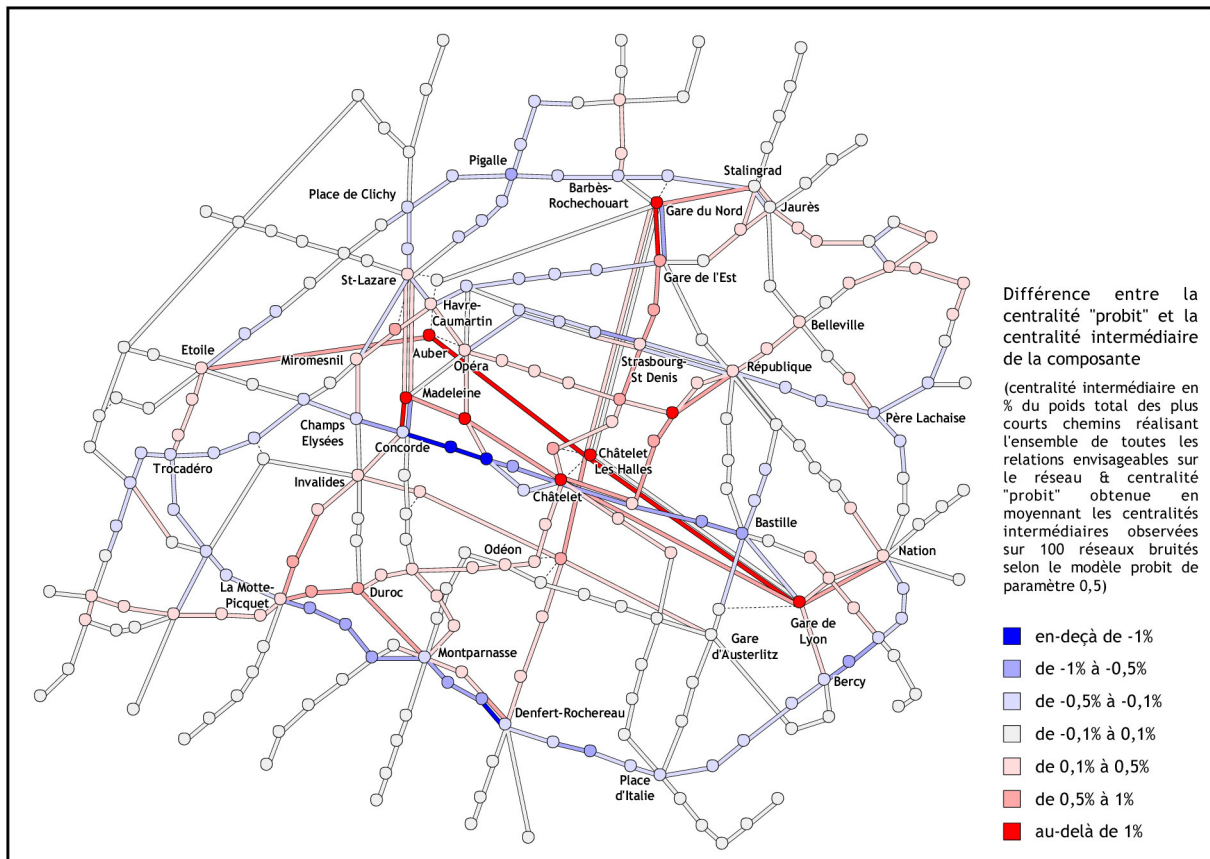 Pigalle
Stalingrad
Place de Clichy
Barbès-
Rochechouart
Gare du Nord
Jaurès
St-Lazare
Gare de l'Est
Havre-
Caumartin
Belleville
Etoile
Miromesnil
Auber
Opéra
Strasbourg-
St Denis
République
Madeleine
Père Lachaise
Champs
Elysées
Concorde
Trocadéro
Invalides
Châtelet
Les Halles
Châtelet
Bastille
Odéon
Nation
La Motte-
Picquet
Duroc
Gare de
Lyon
Gare
d'Austerlitz
Montparnasse
Bercy
Denfert-Rochereau
Place
d'Italie
Différence entre la
centralité "probit" et la
centralité intermédiaire
de la composante
(centralité intermédiaire en
% du poids total des plus
courts chemins réalisant
l'ensemble de toutes les
relations envisageables sur
le réseau & centralité
"probit" obtenue en
moyennant les centralités
intermédiaires observées
sur 100 réseaux bruités
selon le modèle probit de
paramètre 0,5)
en-deçà de -1%
de -1% à -0,5%
de -0,5% à -0,1%
de -0,1% à 0,1%
de 0,1% à 0,5%
de 0,5% à 1%
au-delà de 1%